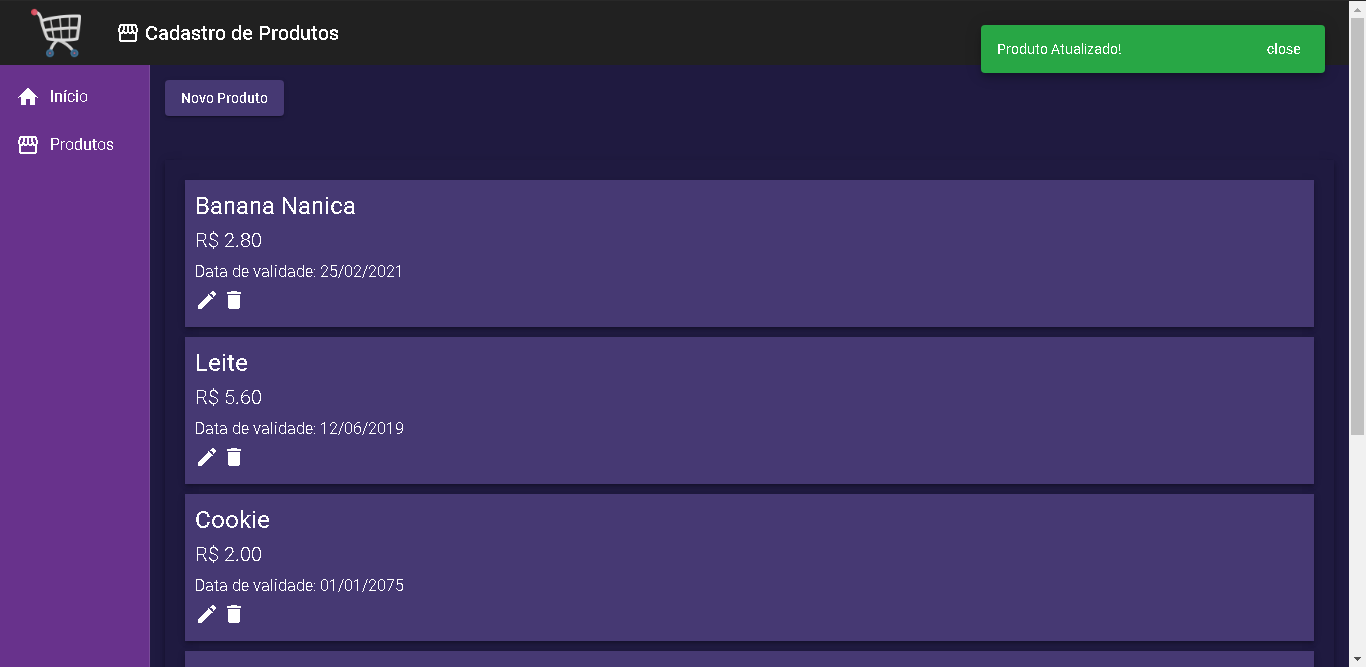 Cadastro de Produtos
Produto Atualizado! close
Início
Produtos
Novo Produto
Banana Nanica
R$ 2.80
Data de validade: 25/02/2021
Leite
R$ 5.60
Data de validade: 12/06/2019
Cookie
R$ 2.00
Data de validade: 01/01/2075